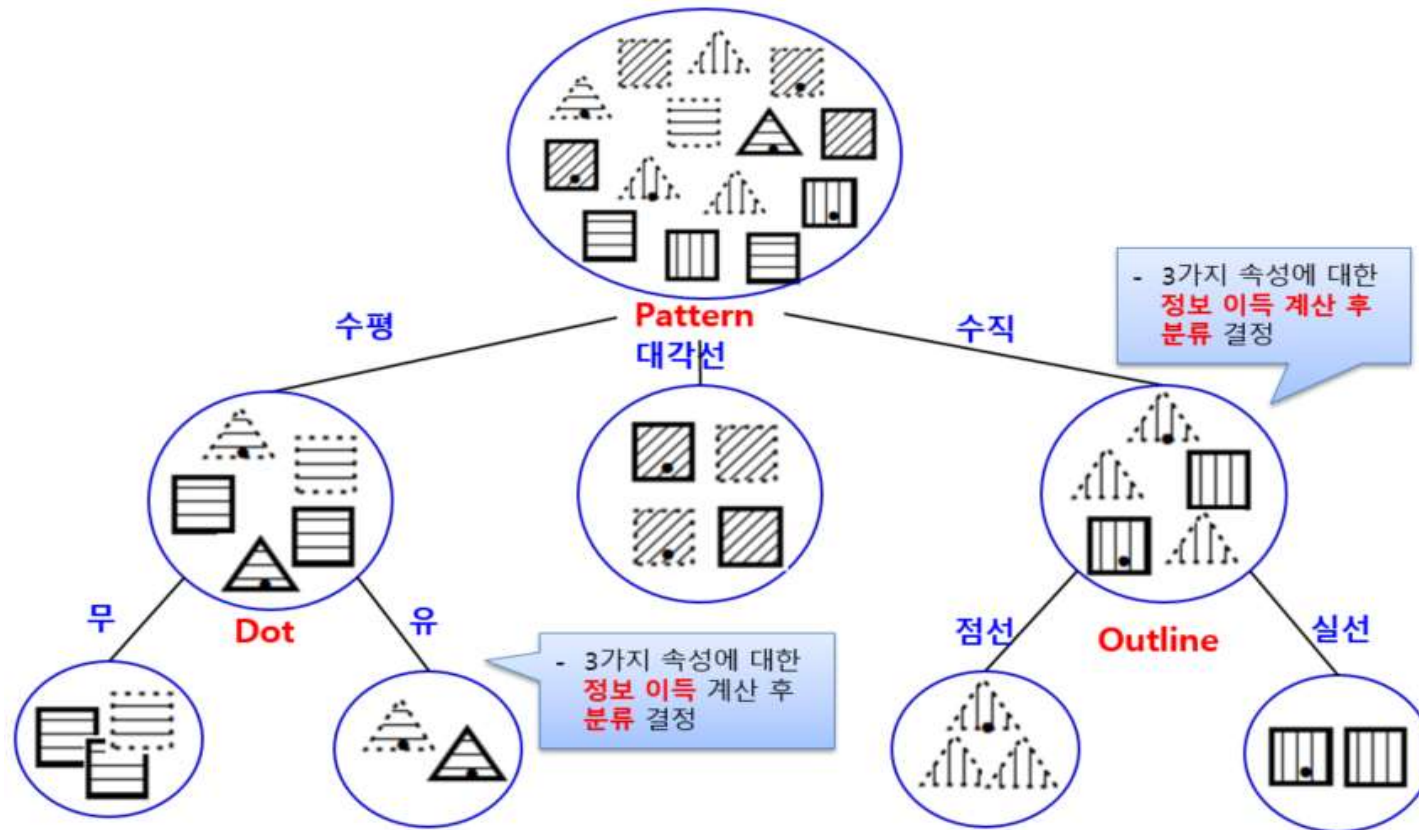 - 3가지 속성에 대한
정보 이득 계산 후
분류 결정
수평
Pattern
대각선
수직
무
Dot
유
점선
Outline
실선
- 3가지 속성에 대한
정보 이득 계산 후
분류 결정